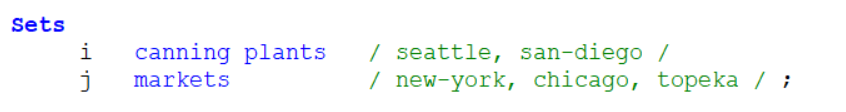 Sets
i canning plants / seattle, san-diego /
j markets / new-york, chicago, topeka / ;